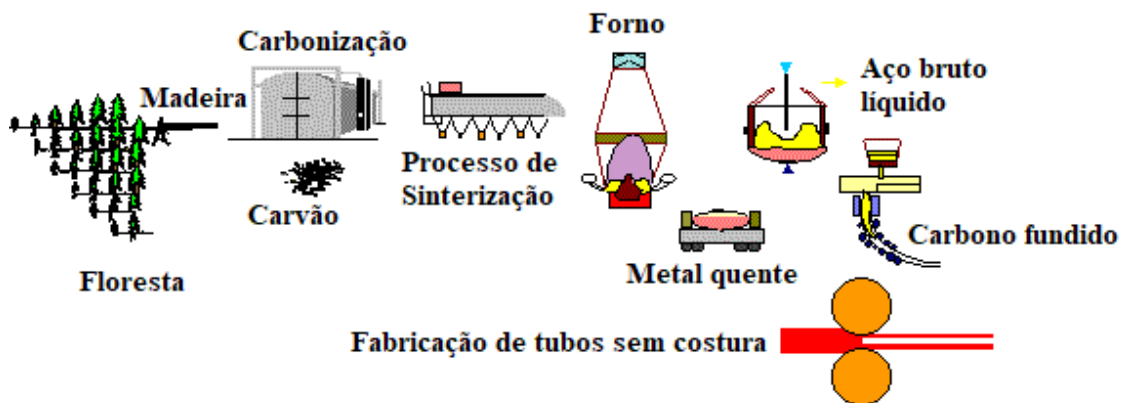 Forno
Carbonização
Aço bruto
líquido
Madeira
Processo de
Sinterização
Carvão
Carbono fundido
Floresta
Metal quente
Fabricação de tubos sem costura